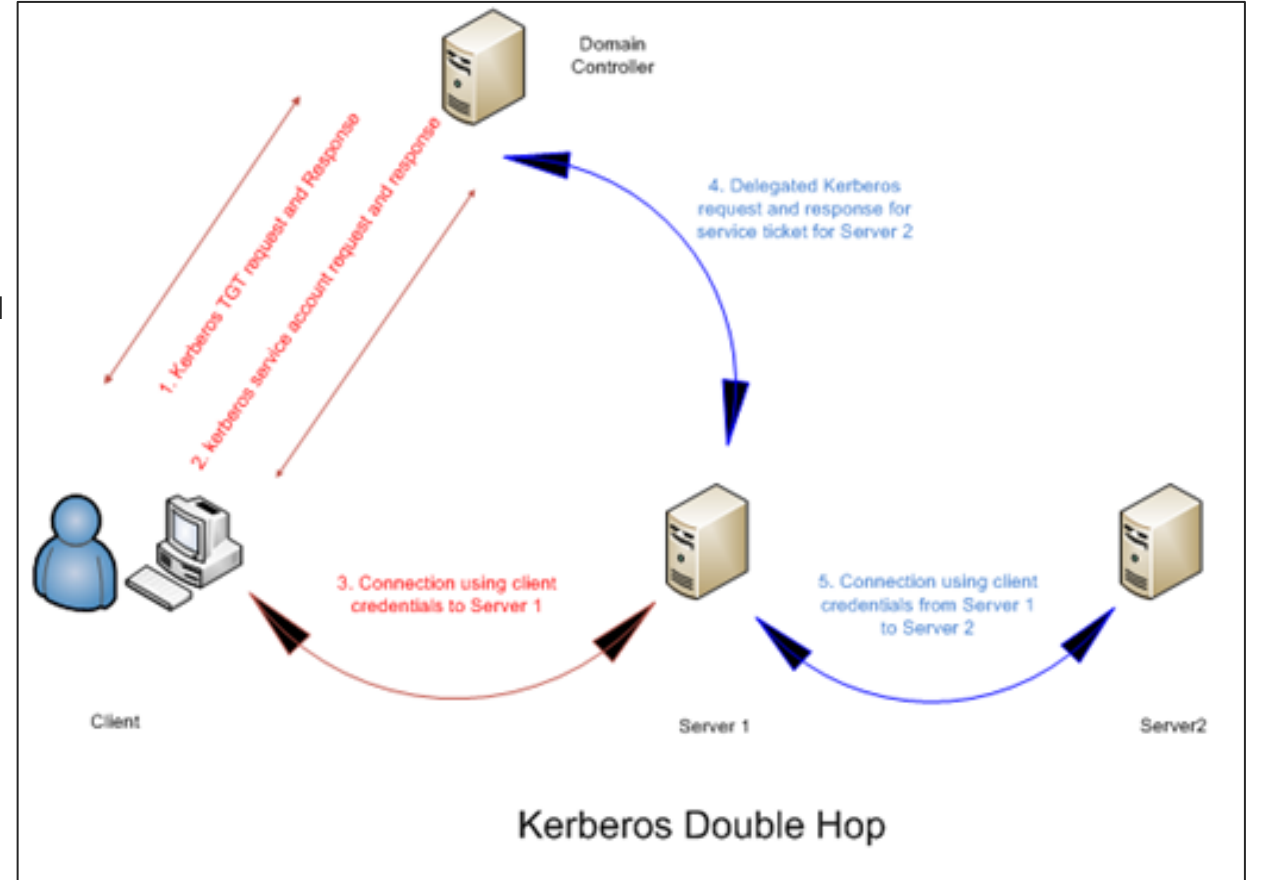 Domain
Controller
1. Kerberos TGT request and Response
2. kerberos service account request and response
4. Delegated Kerberos
request and response for
service ticket for Server 2
3. Connection using client
credentials to Server 1
5. Connection using client
credentials from Server 1
to Server 2
Client
Server 1
Server2
Kerberos Double Hop